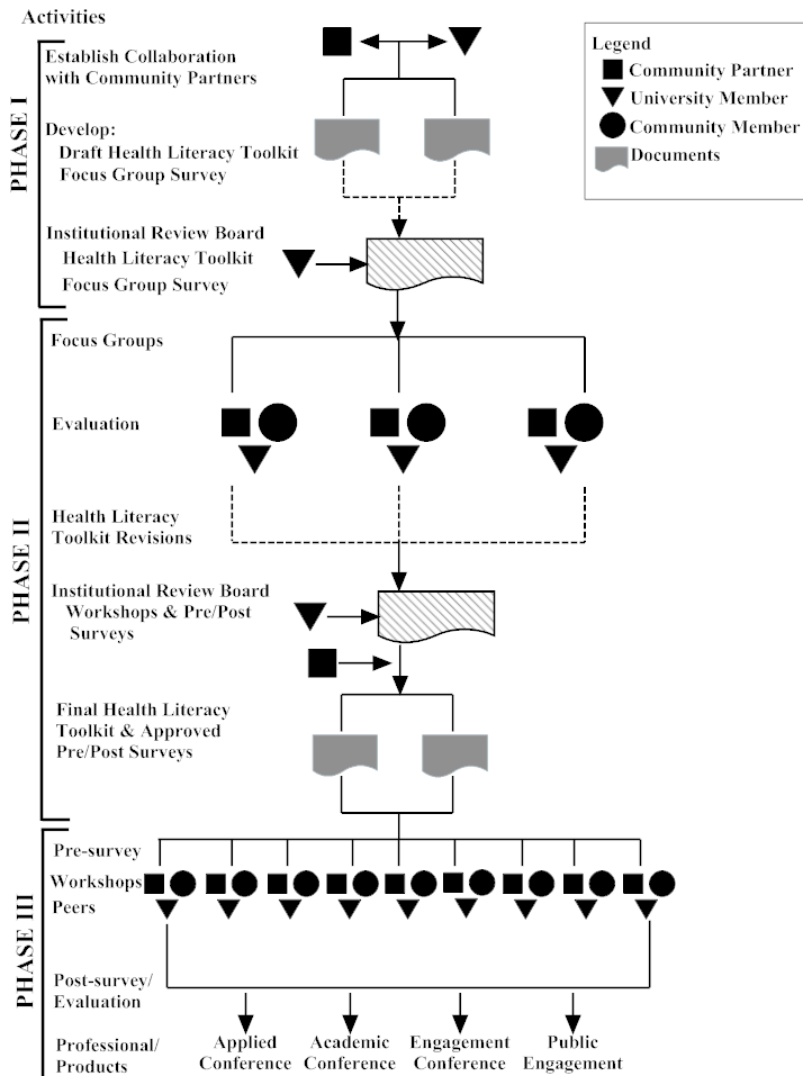 Activities
Establish Collaboration
with Community Partners
Develop:
Draft Health Literacy Toolkit
Focus Group Survey
Institutional Review Board
Health Literacy Toolkit
Focus Group Survey
PHASE I
Legend
Community Partner
University Member
Community Member
Documents
Focus Groups
Evaluation
Health Literacy
Toolkit Revisions
Institutional Review Board
Workshops & Pre/Post
Surveys
Final Health Literacy
Toolkit & Approved
Pre/Post Surveys
PHASE II
Pre-survey
Workshops
Peers
Post-survey/
Evaluation
Professional/
Products
PHASE III
Applied
Conference
Academic
Conference
Engagement
Conference
Public
Engagement